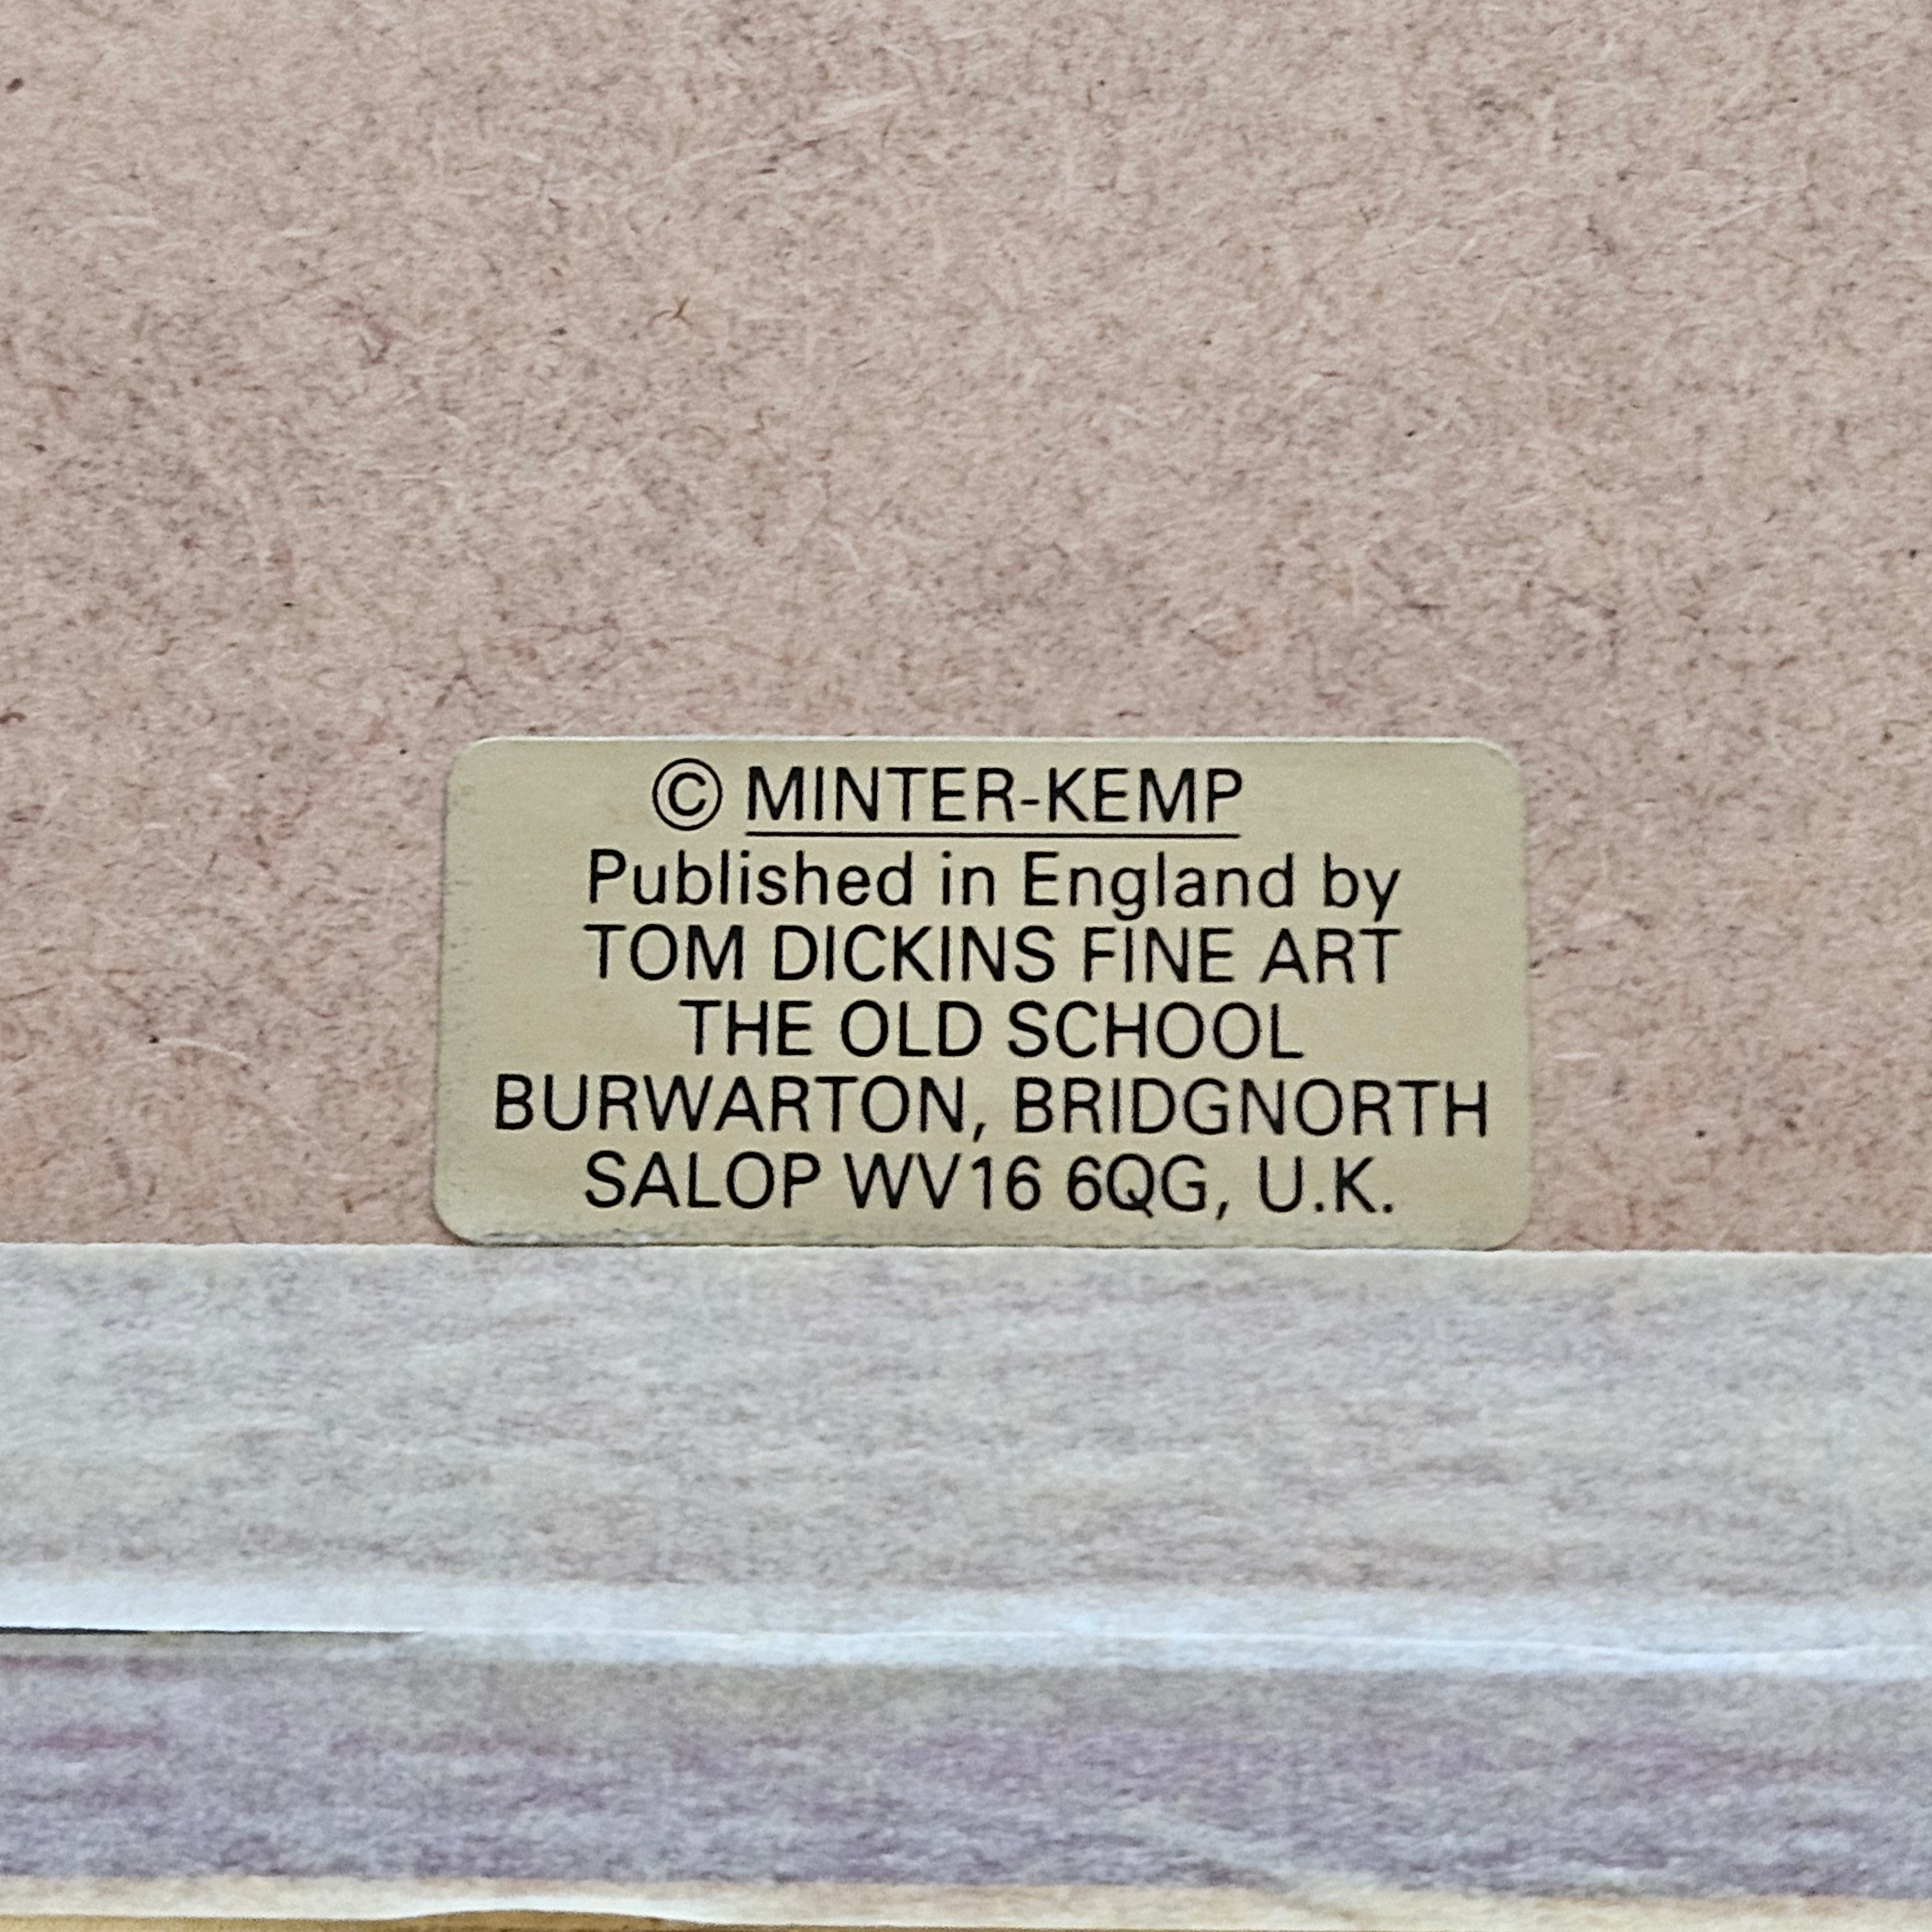 © MINTER-KEMP
Published in England by
TOM DICKINS FINE ART
THE OLD SCHOOL
BURWARTON, BRIDGNORTH
SALOP WV16 6QG, U.K.